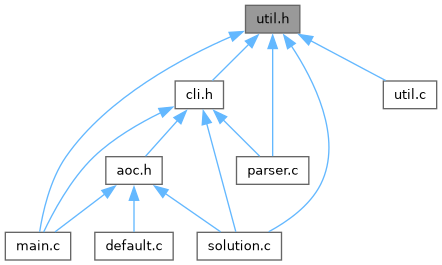 util.h
cli.h
util.c
aoc.h
parser.c
main.c
default.c
solution.c